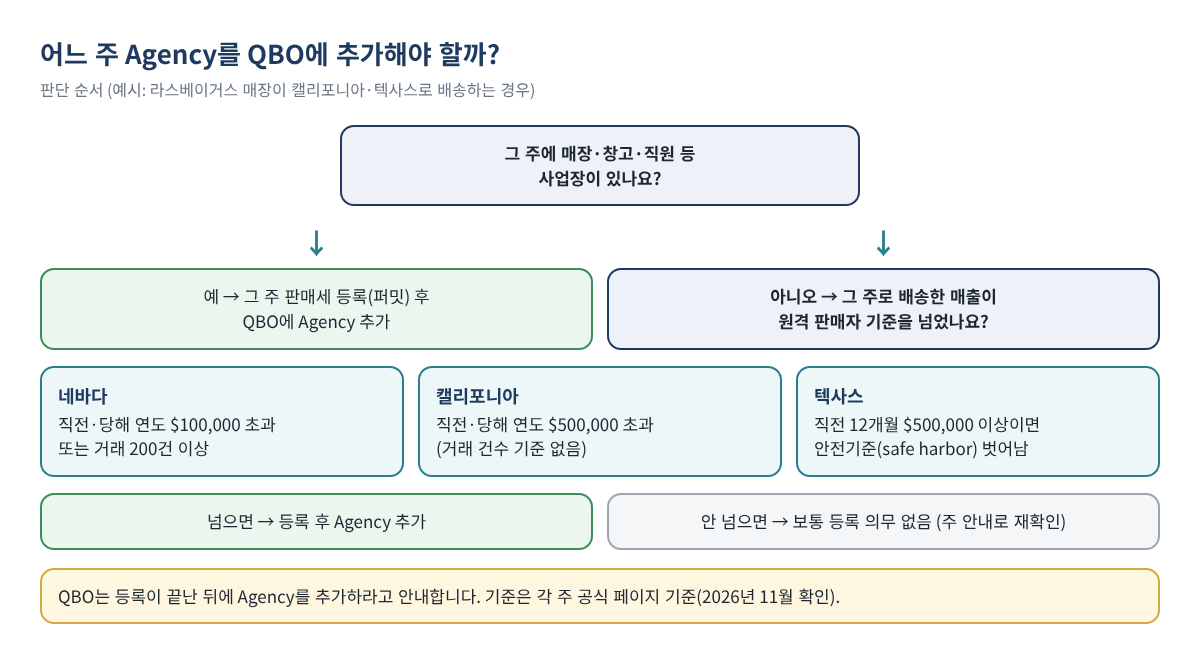 어느 주 Agency를 QBO에 추가해야 할까?
판단 순서 (예시: 라스베이거스 매장이 캘리포니아·텍사스로 배송하는 경우)
그 주에 매장·창고·직원 등
사업장이 있나요?
↓
↓
예 → 그 주 판매세 등록(퍼밋) 후
QBO에 Agency 추가
아니오 → 그 주로 배송한 매출이
원격 판매자 기준을 넘었나요?
네바다
직전·당해 연도 $100,000 초과
또는 거래 200건 이상
캘리포니아
직전·당해 연도 $500,000 초과
(거래 건수 기준 없음)
텍사스
직전 12개월 $500,000 이상이면
안전기준(safe harbor) 벗어남
넘으면 → 등록 후 Agency 추가
안 넘으면 → 보통 등록 의무 없음 (주 안내로 재확인)
QBO는 등록이 끝난 뒤에 Agency를 추가하라고 안내합니다. 기준은 각 주 공식 페이지 기준(2026년 11월 확인).